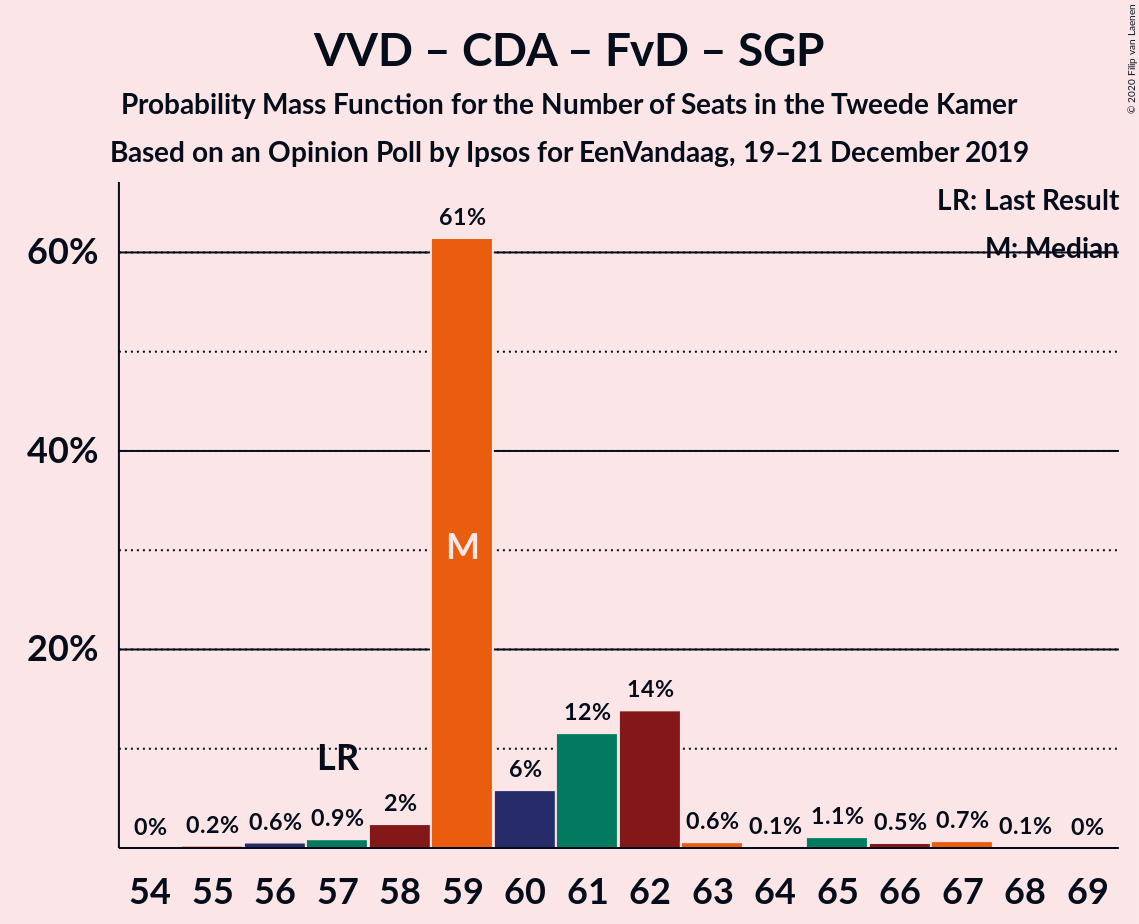 VVD – CDA – FvD – SGP
Probability Mass Function for the Number of Seats in the Tweede Kamer
Based on an Opinion Poll by Ipsos for EenVandaag, 19–21 December 2019
© 2020 Filip van Laenen
LR: Last Result
M: Median
60%
40%
20%
0% 0.2% 0.6% 0.9% 2% 61% 6% 12% 14% 0.6% 0.1% 1.1% 0.5% 0.7% 0.1% 0%
LR
M
54 55 56 57 58 59 60 61 62 63 64 65 66 67 68 69